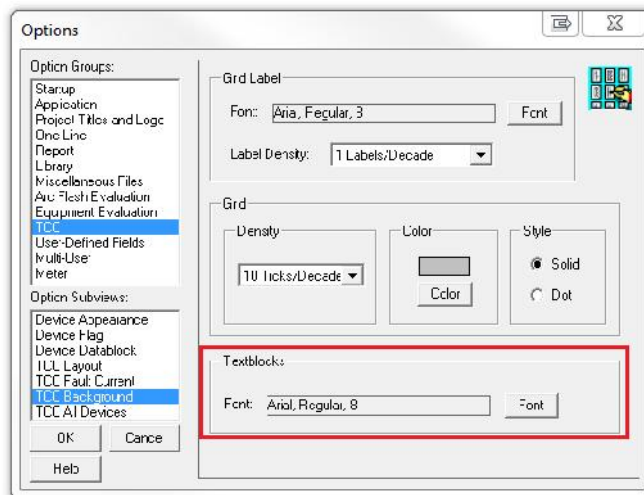 Options
Option Groups:
Startup
Application
Project Titles and Logo
One Line
Report
Library
Miscellaneous Files
Arc Flash Evaluation
Equipment Evaluation
TCC
User-Defined Fields
Multi-User
Meter
Option Subviews:
Device Appearance
Device Flag
Device Datablock
TCC Layout
TCC Fault Current
TCC Background
TCC All Devices
OK
Cancel
Help
Grid Label
Font:
Arial, Regular, 8
Font
Label Density:
1 Labels/Decade
Grid
Density
10 Ticks/Decade
Color
Color
Style
Solid
Dot
Textblocks
Font:
Arial, Regular, 8
Font